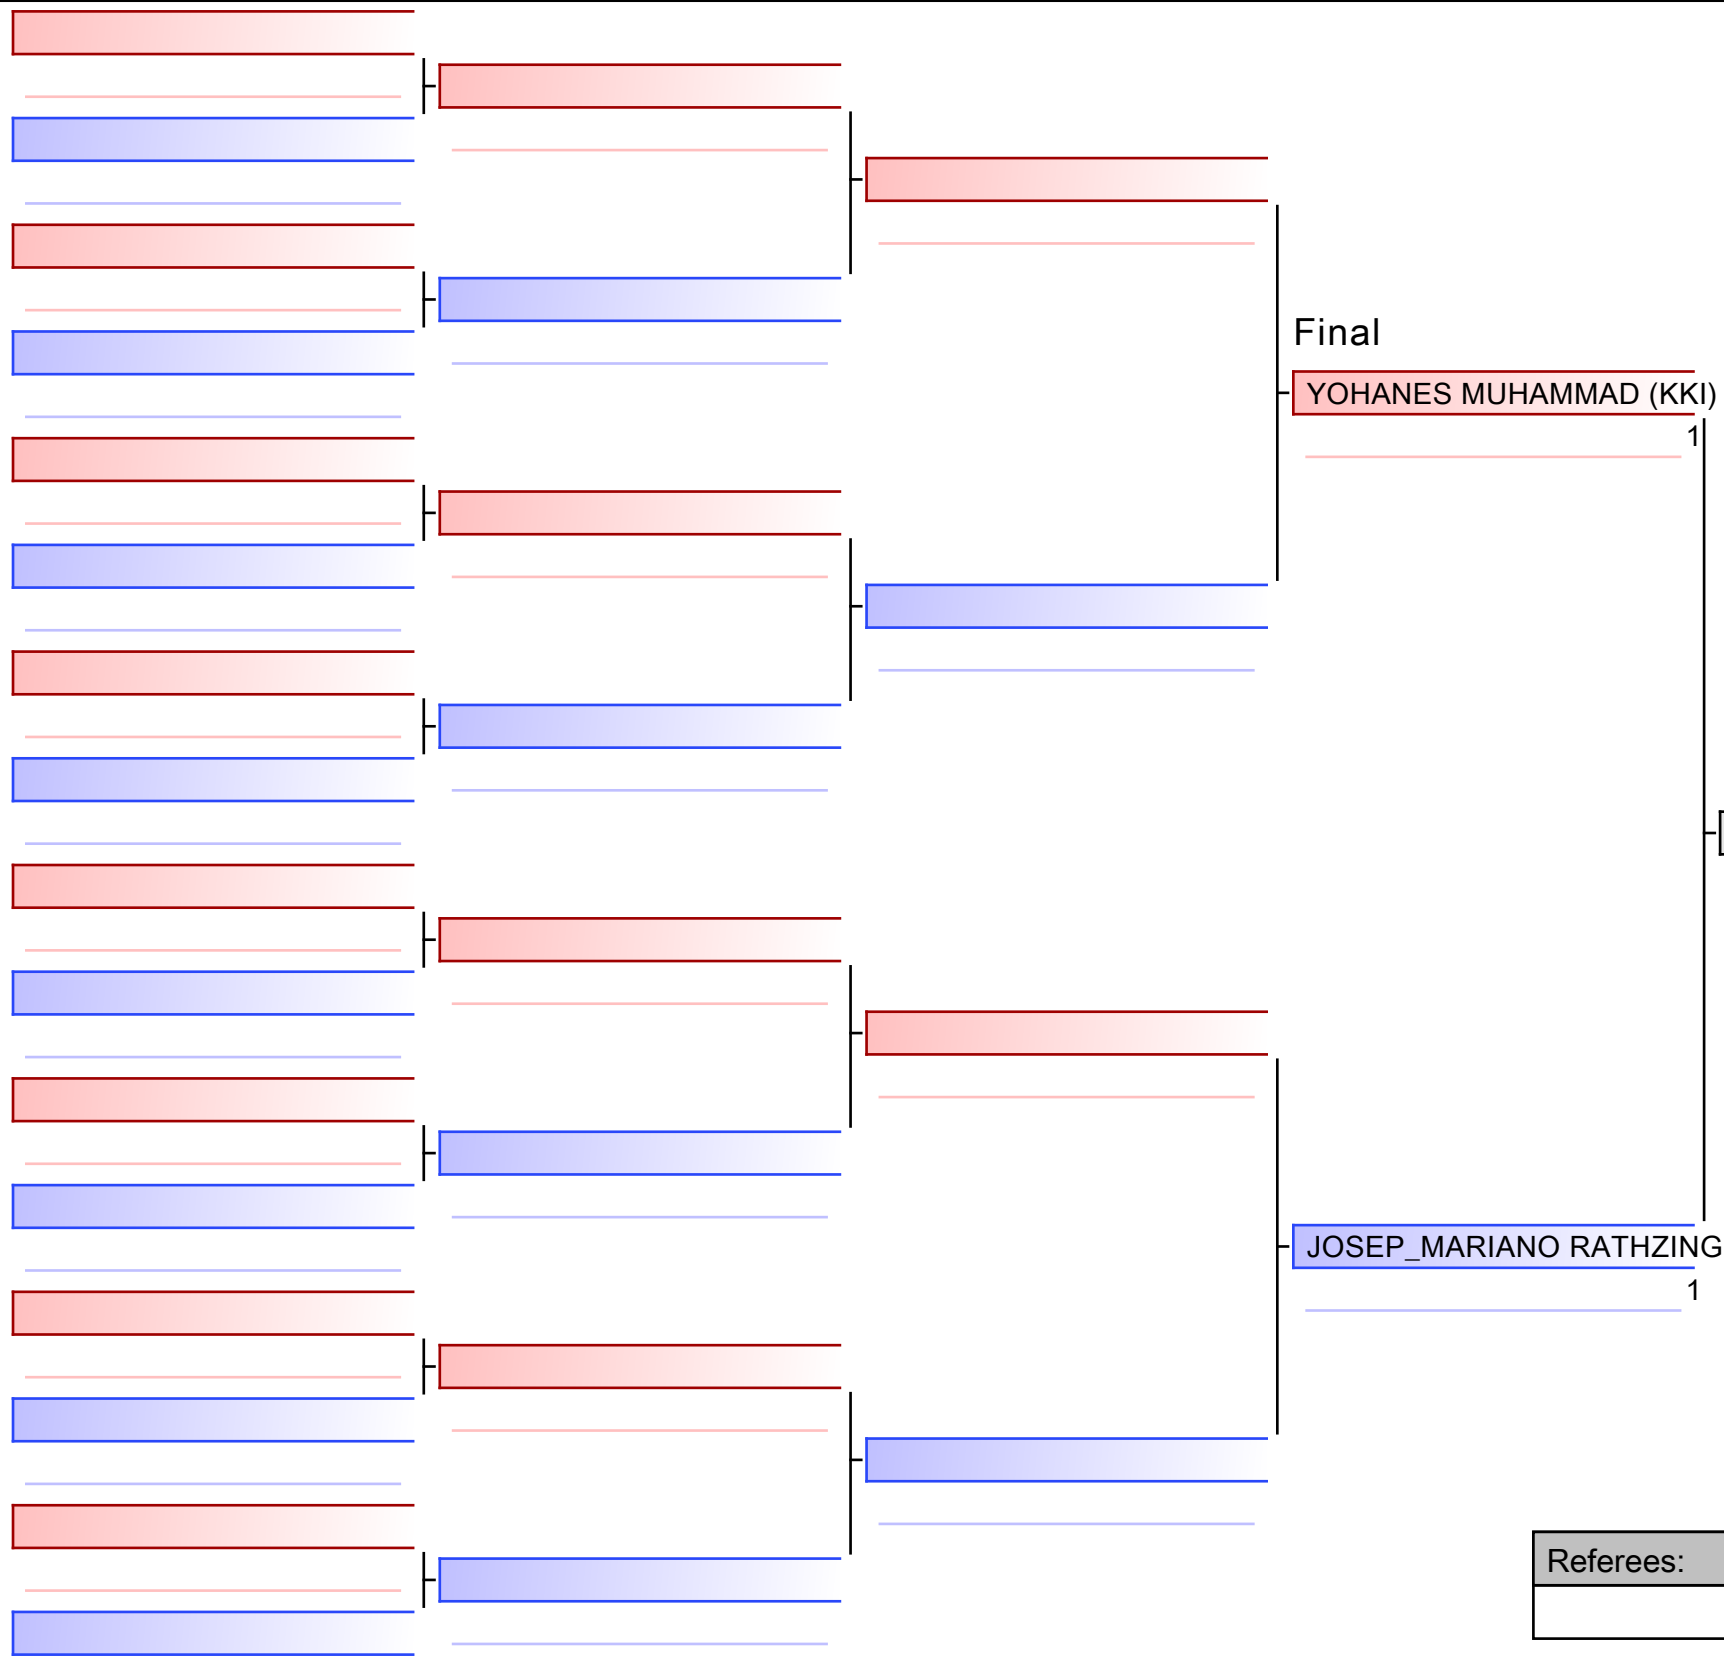 Final
YOHANES MUHAMMAD (KKI)
1
JOSEP_MARIANO RATHZING
1
Referees: